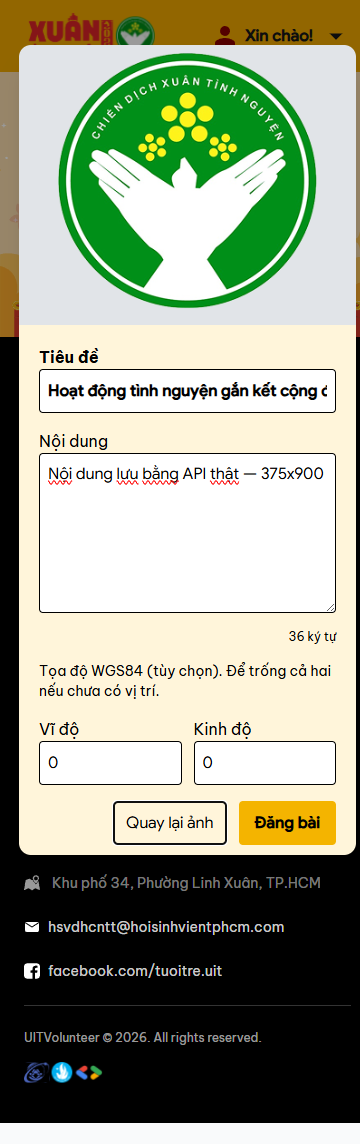 XUÂN
Xin chào!
CHIẾN DỊCH XUÂN TÌNH NGUYỆN
Tiêu đề
Hoạt động tình nguyện gắn kết cộng đ
Nội dung
Nội dung lưu bằng API thật — 375x900
36 ký tự
Tọa độ WGS84 (tùy chọn). Để trống cả hai
nếu chưa có vị trí.
Vĩ độ Kinh độ
0 0
Quay lại ảnh Đăng bài
Khu phố 34, Phường Linh Xuân, TP.HCM
hsvdhcntt@hoisinhvientphcm.com
facebook.com/tuoitre.uit
UITVolunteer © 2026. All rights reserved.